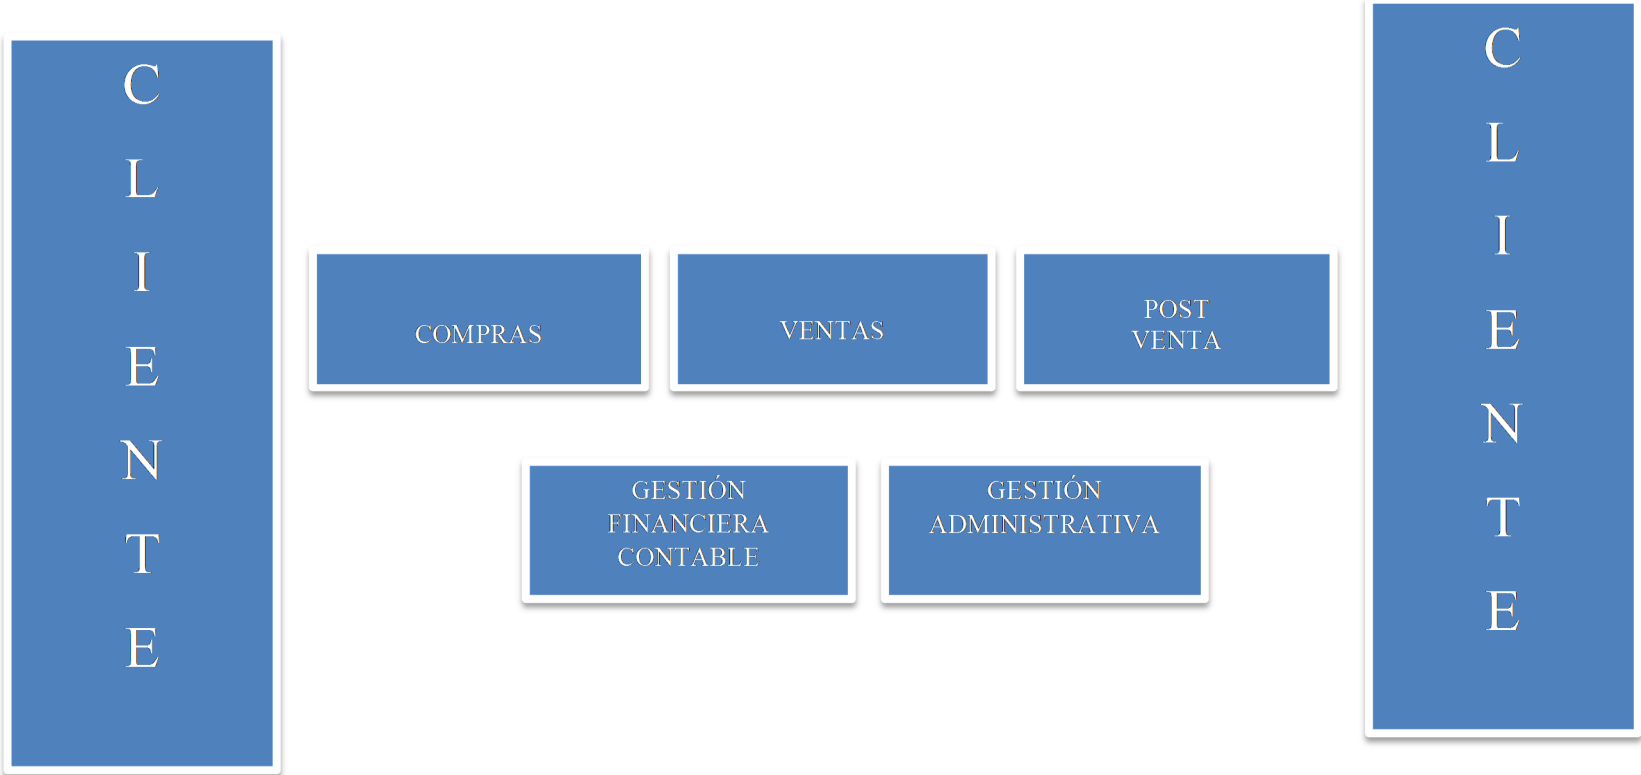 C
L
I
E
N
T
E
COMPRAS
VENTAS
POST
VENTA
GESTIÓN
FINANCIERA
CONTABLE
GESTIÓN
ADMINISTRATIVA
C
L
I
E
N
T
E